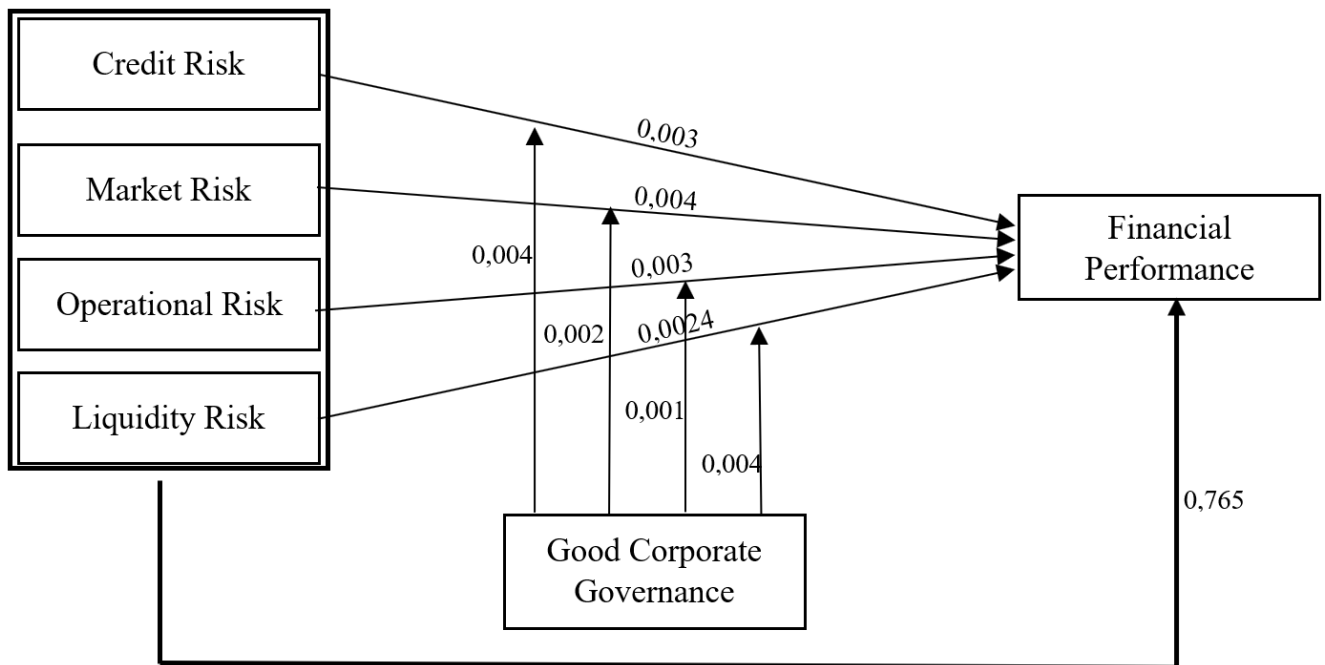 Credit Risk
0,003
Market Risk
0,004
Financial
Performance
0,004
0,003
Operational Risk
0,002
0,0024
Liquidity Risk
0,001
0,004
0,765
Good Corporate
Governance